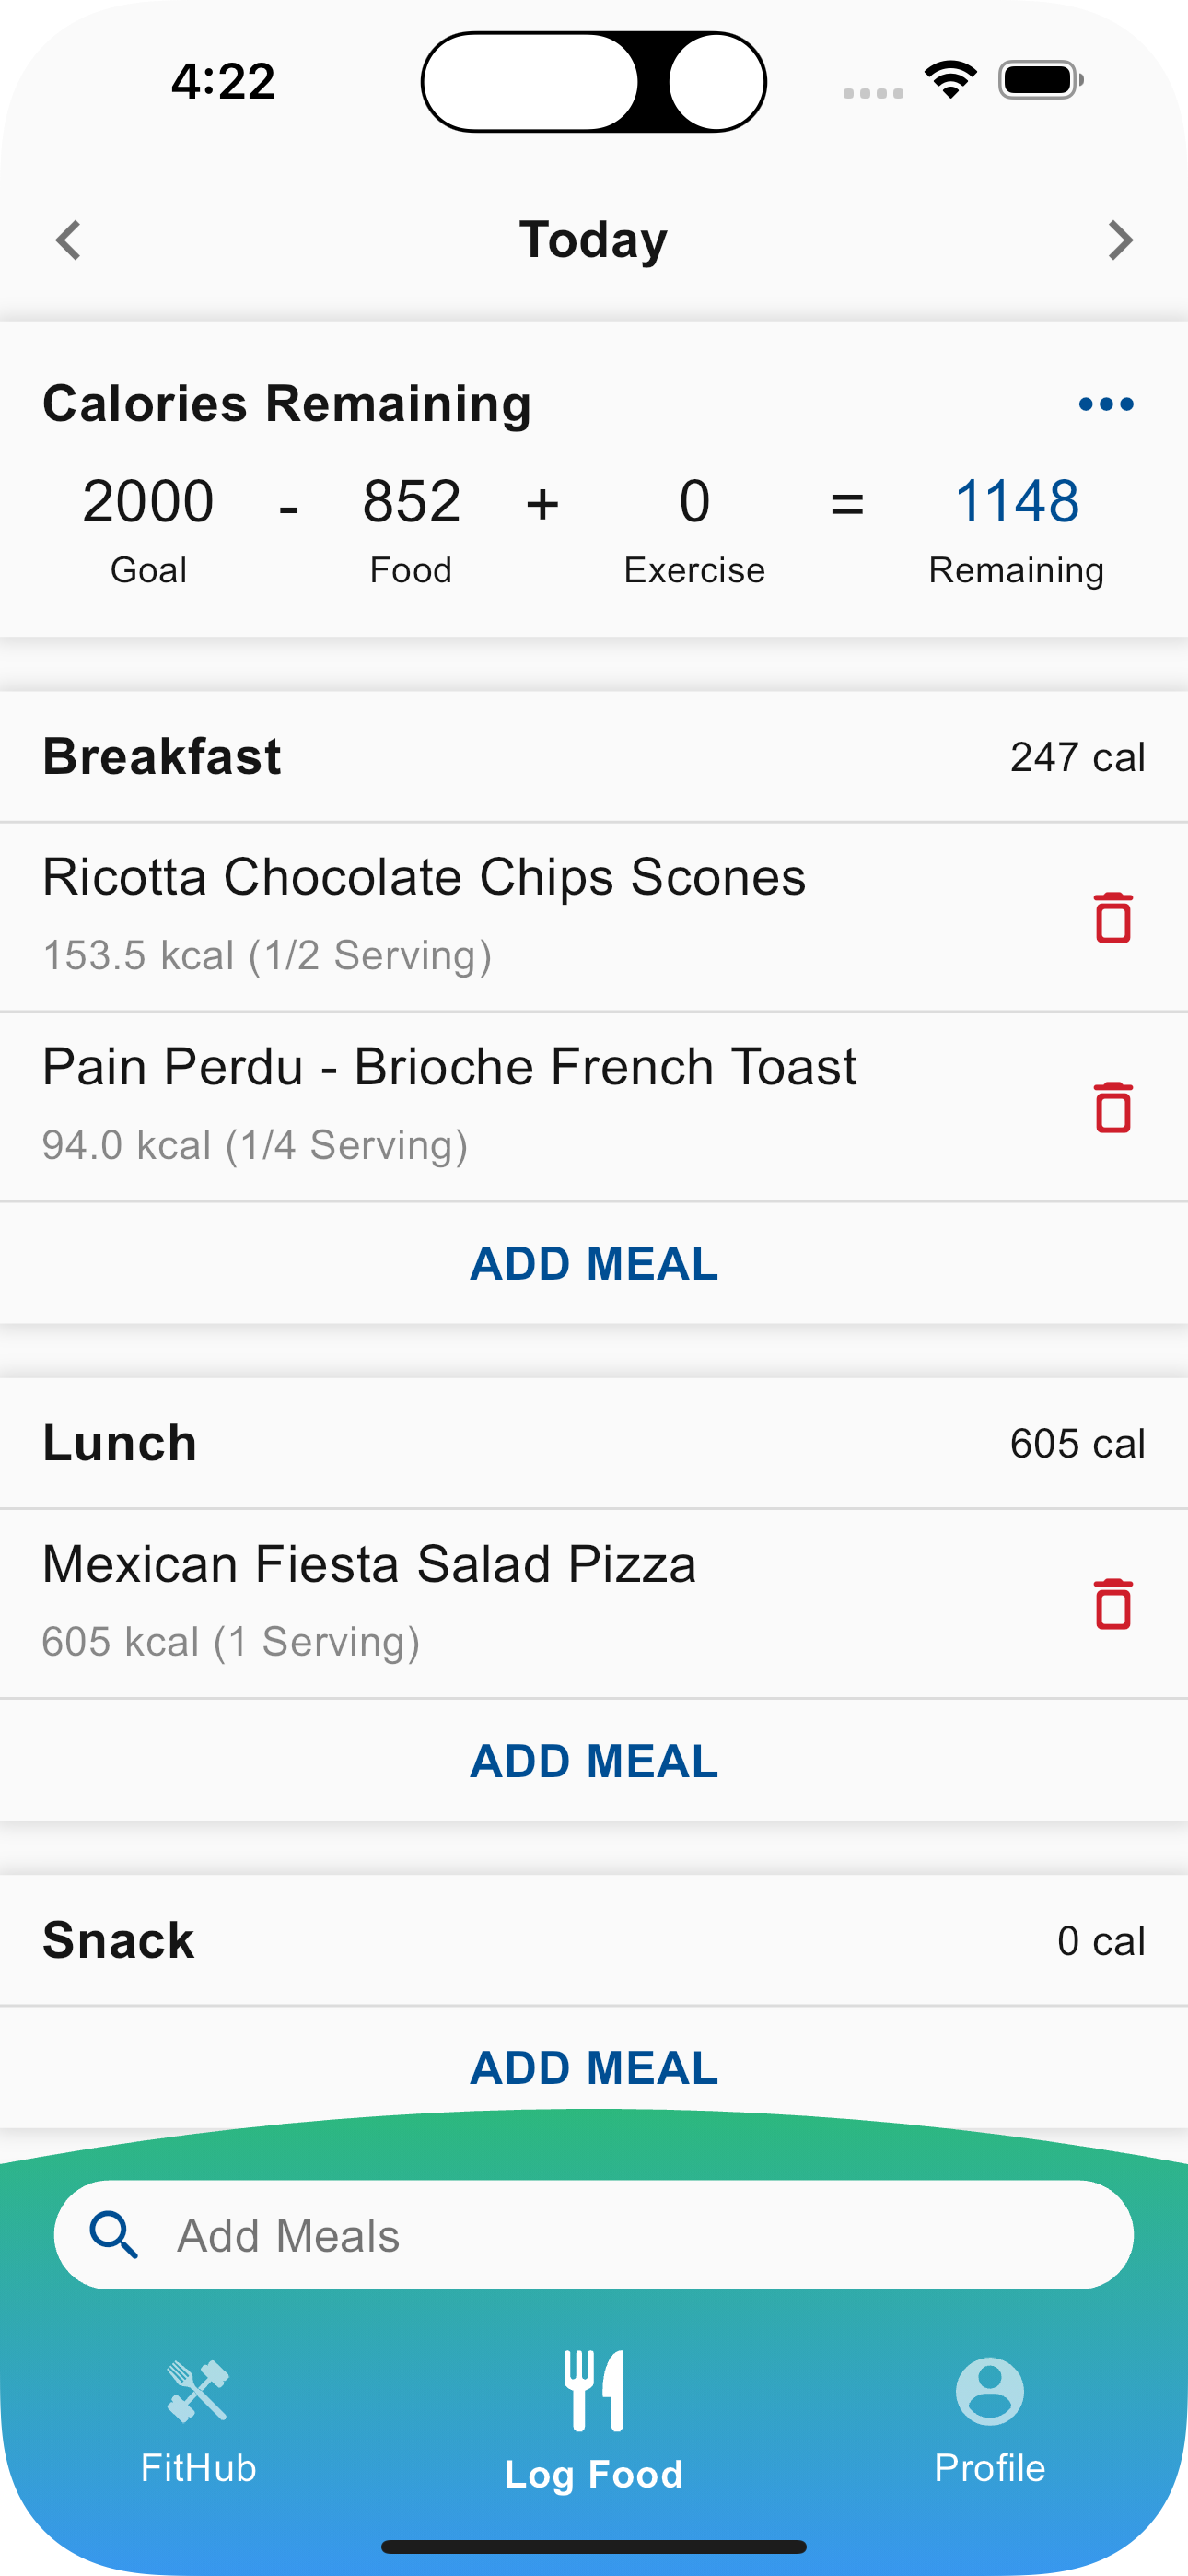 4:22
Today
Calories Remaining
2000 - 852 + 0 = 1148
Goal Food Exercise Remaining
Breakfast 247 cal
Ricotta Chocolate Chips Scones
153.5 kcal (1/2 Serving)
Pain Perdu - Brioche French Toast
94.0 kcal (1/4 Serving)
ADD MEAL
Lunch 605 cal
Mexican Fiesta Salad Pizza
605 kcal (1 Serving)
ADD MEAL
Snack 0 cal
ADD MEAL
Add Meals
FitHub Log Food Profile